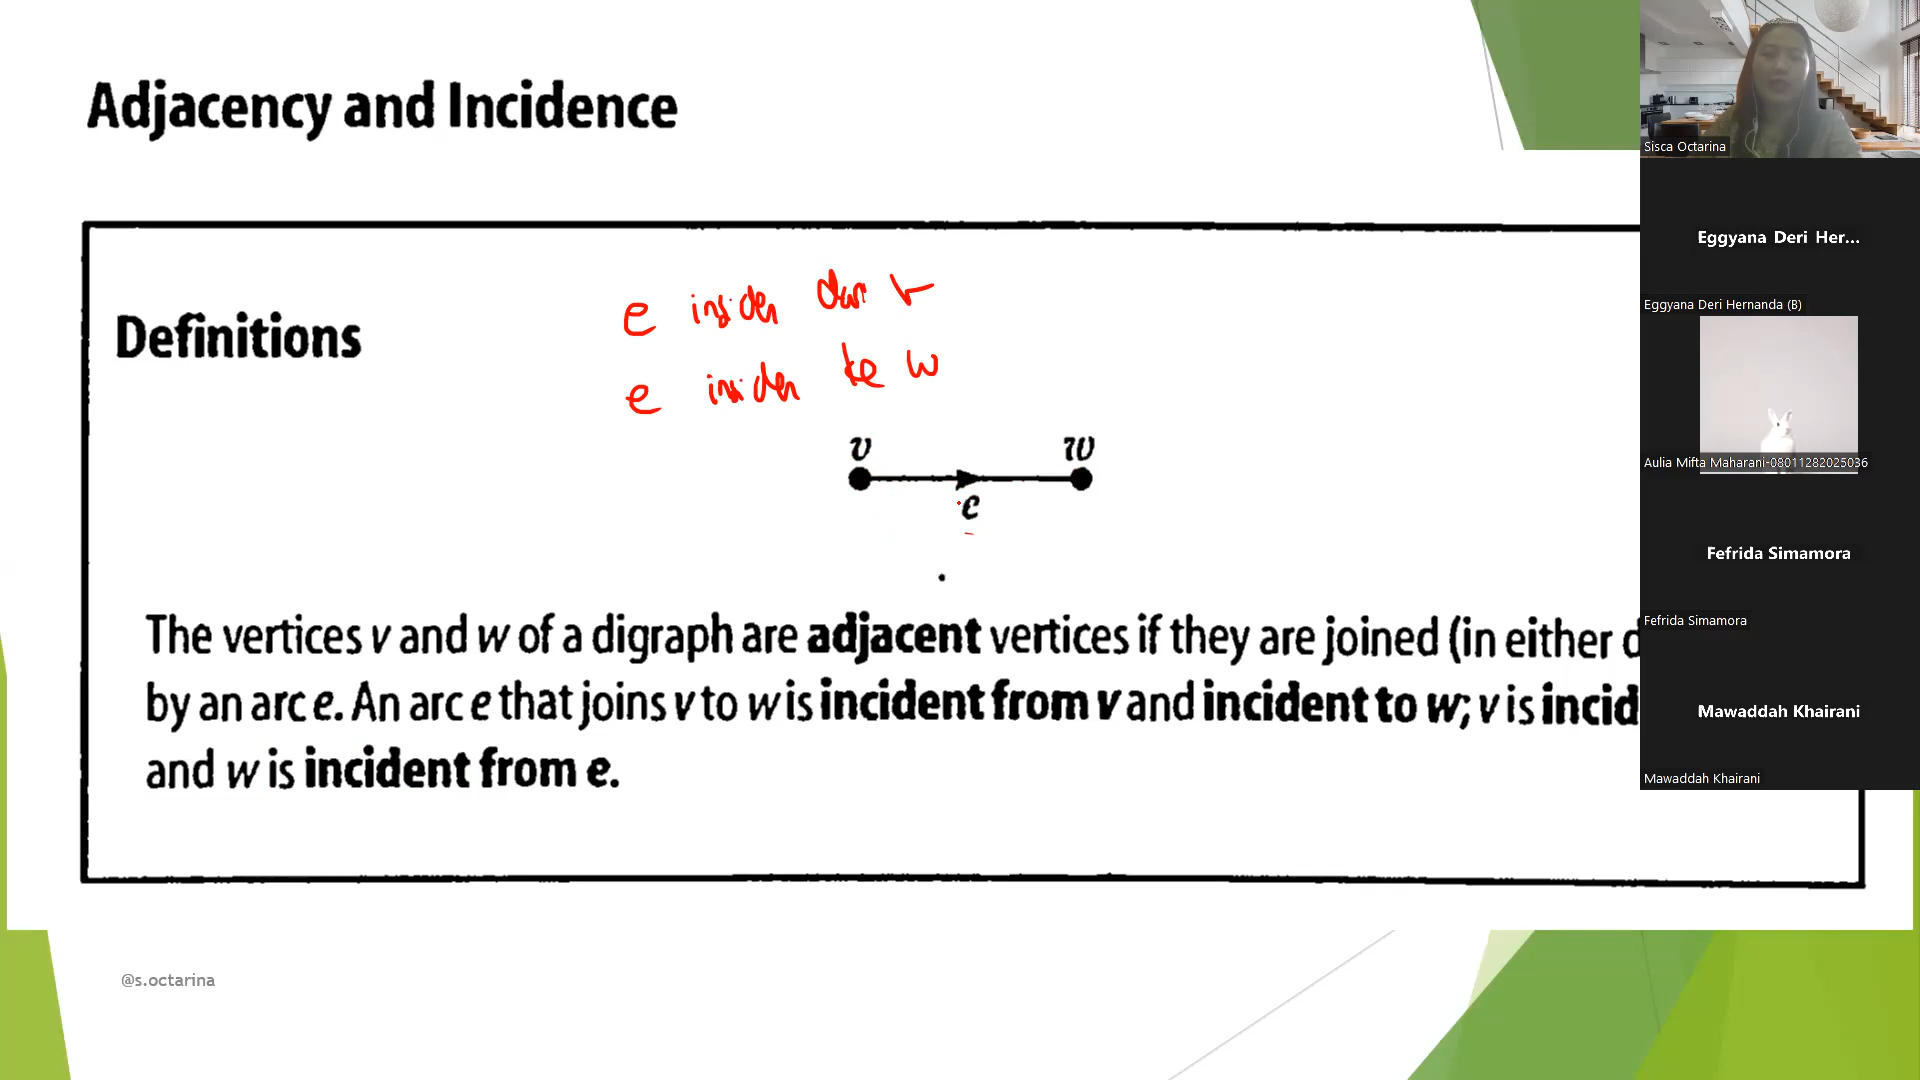 Adjacency and Incidence
Sisca Octarina
Eggyana Deri Her...
e insiden dari v
Eggyana Deri Hernanda (B)
Definitions
e insiden ke w
v w
Aulia Mifta Maharani-08011282025036
e
Fefrida Simamora
Fefrida Simamora
The vertices v and w of a digraph are adjacent vertices if they are joined (in either d
by an arc e. An arc e that joins v to w is incident from v and incident to w; v is incid
Mawaddah Khairani
and w is incident from e.
Mawaddah Khairani
@s.octarina